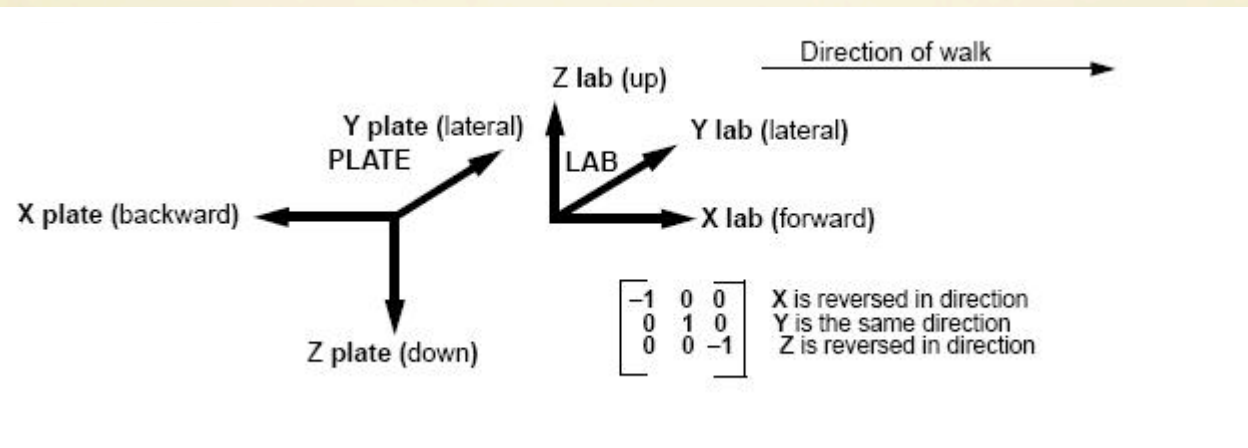 Direction of walk
Z lab (up)
Y plate (lateral)
Y lab (lateral)
PLATE
LAB
X plate (backward)
X lab (forward)
–1 0 0 X is reversed in direction
0 1 0 Y is the same direction
0 0 –1 Z is reversed in direction
Z plate (down)